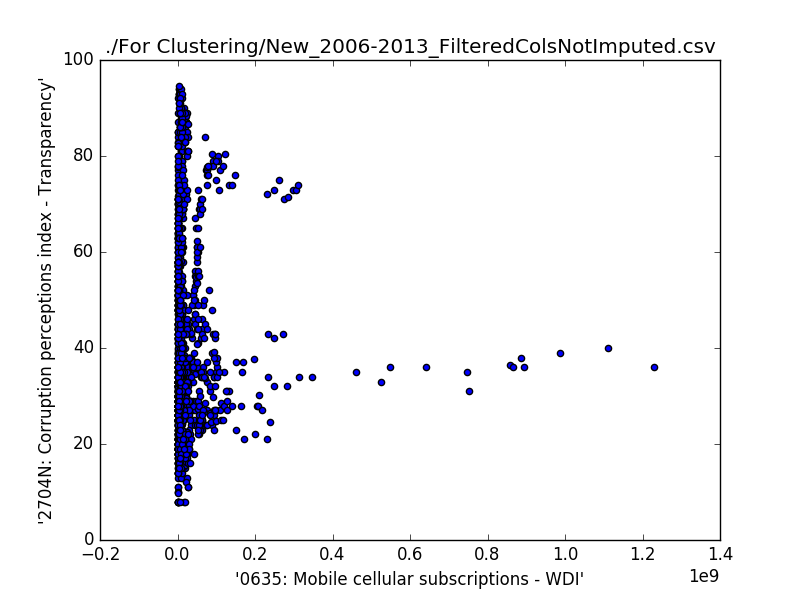 ./For Clustering/New_2006-2013_FilteredColsNotImputed.csv
'2704N: Corruption perceptions index - Transparency'
100
80
60
40
20
0
−0.2 0.0 0.2 0.4 0.6 0.8 1.0 1.2 1.4
1e9
'0635: Mobile cellular subscriptions - WDI'